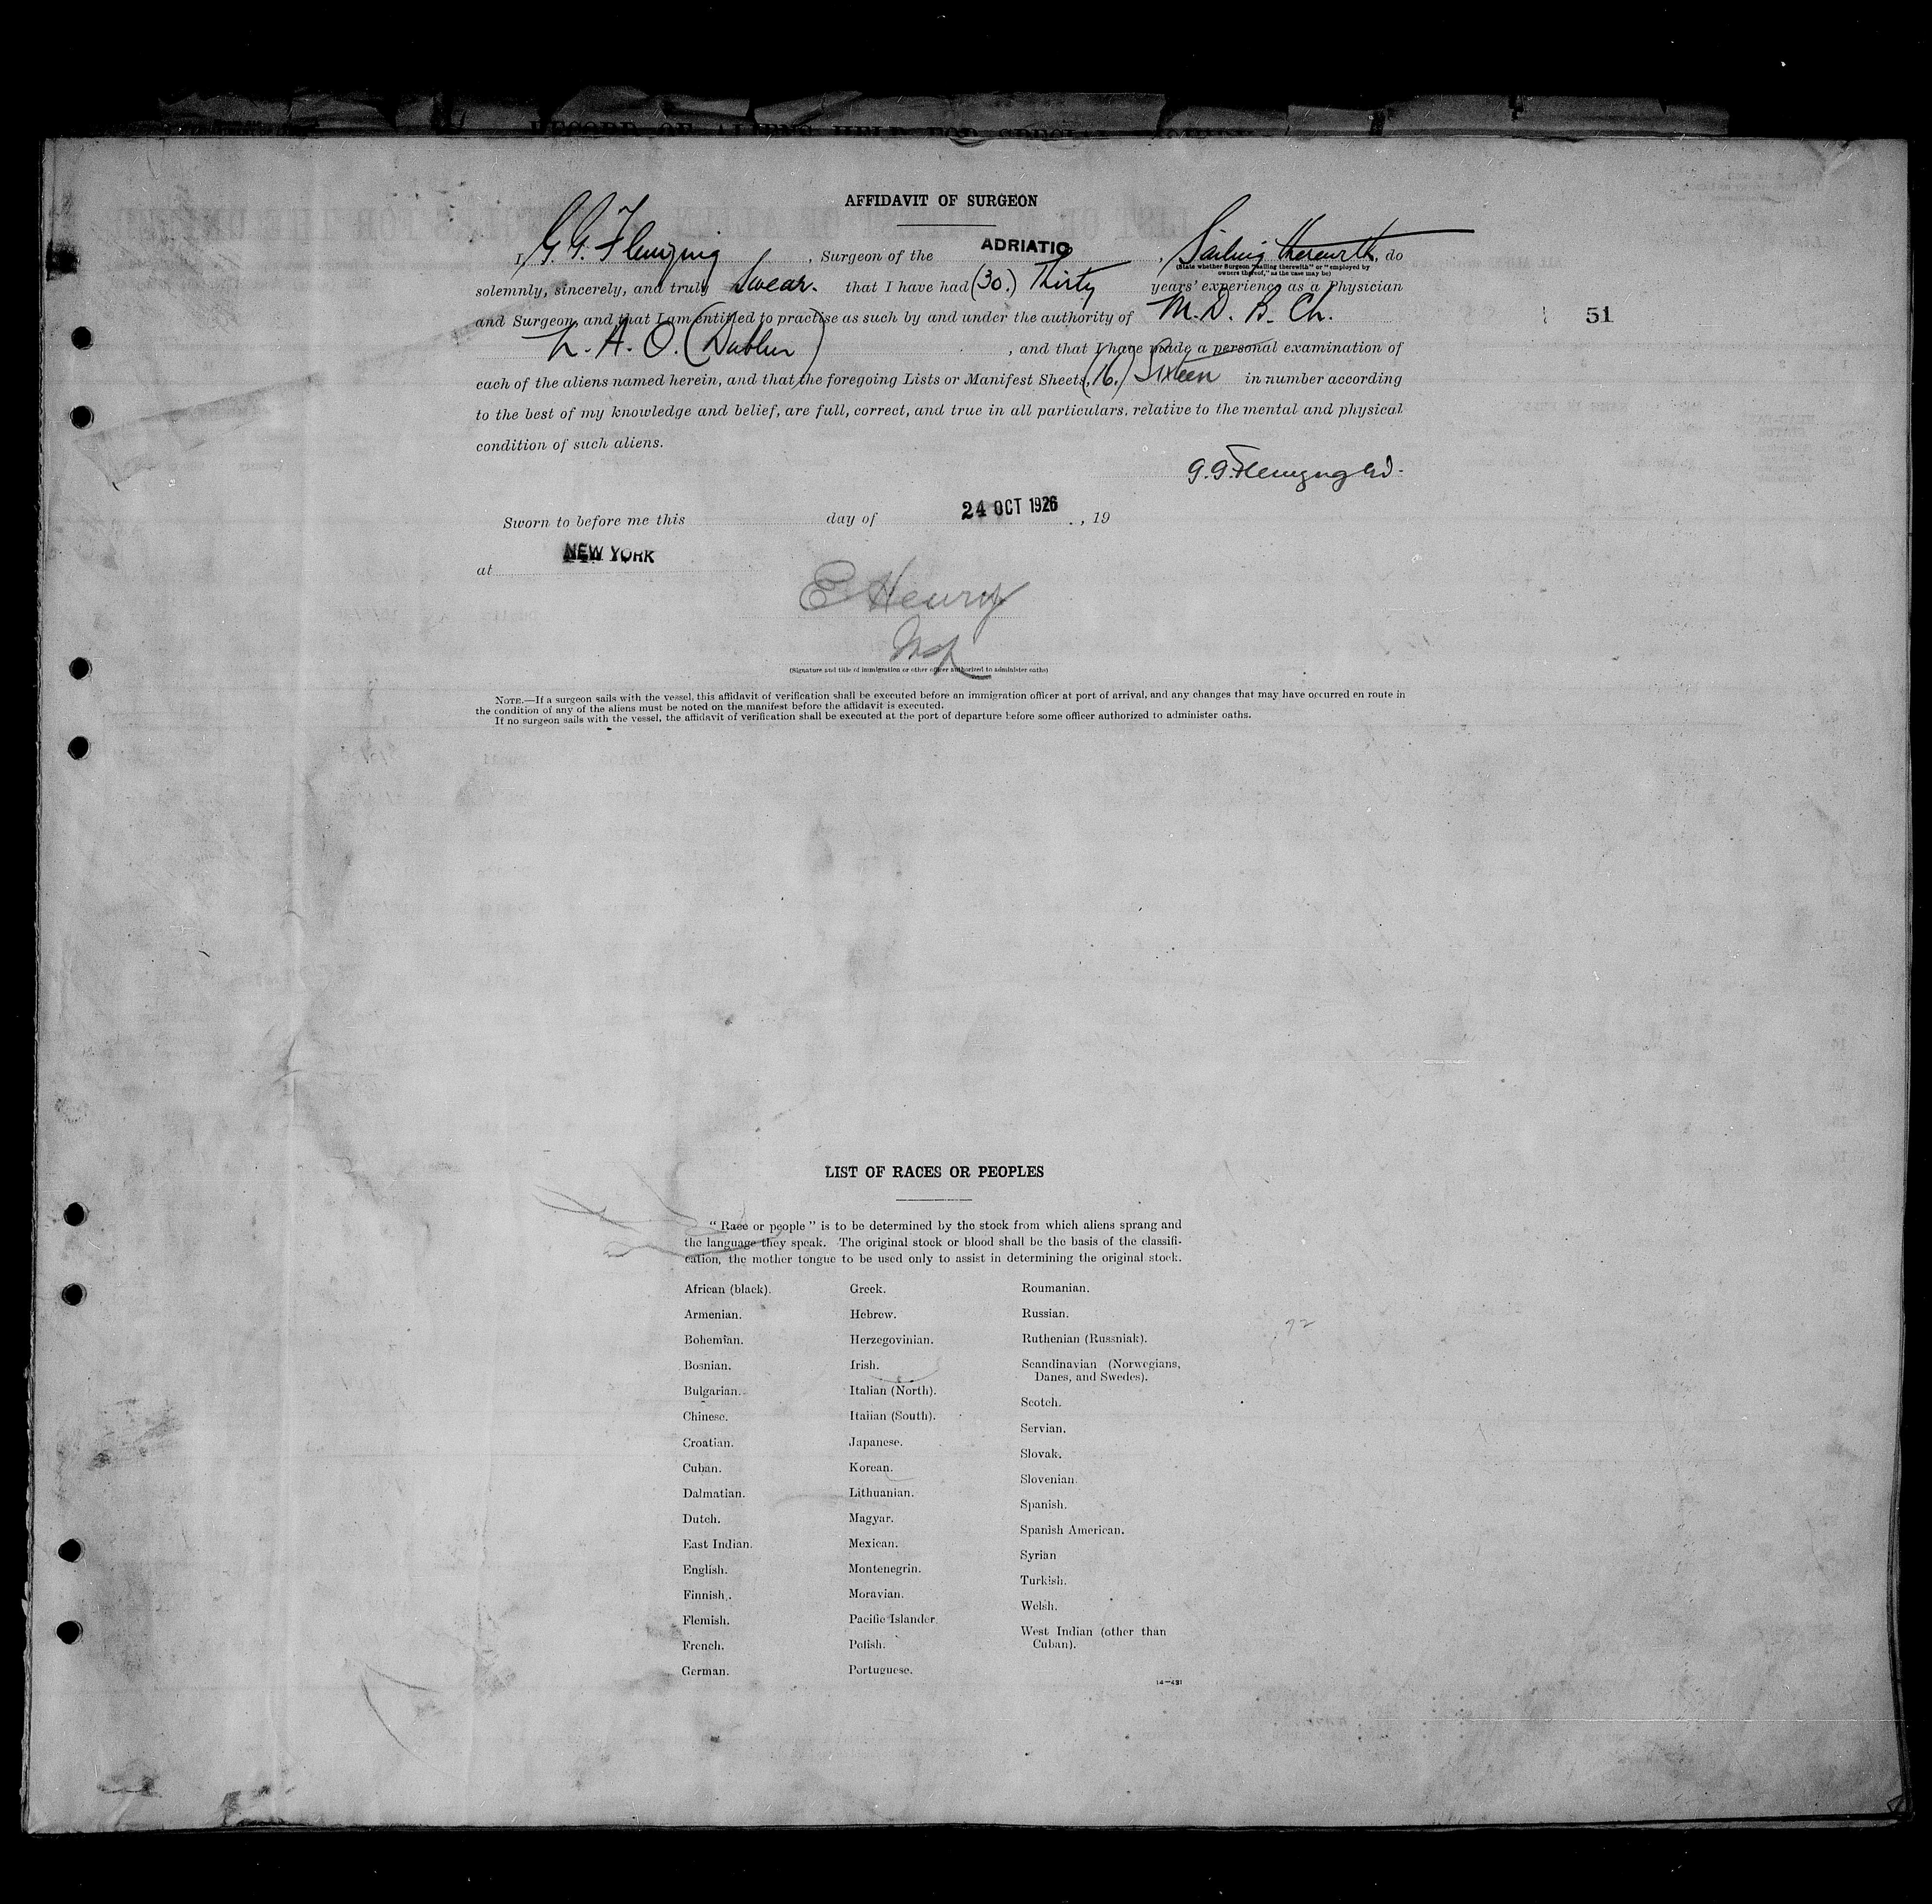 RECORD OF ALIENS HELD FOR SPECIAL INQUIRY
AFFIDAVIT OF SURGEON
I, G. G. Flemyng, Surgeon of the ADRIATIC, Sailing therewith, do
(State whether Surgeon "sailing therewith" or "employed by
owners thereof," as the case may be)
solemnly, sincerely, and truly Swear. that I have had (30.) Thirty years' experience as a Physician
and Surgeon, and that I am entitled to practise as such by and under the authority of M.D. B. Ch.
L. A. O. (Dublin), and that I have made a personal examination of
each of the aliens named herein, and that the foregoing Lists or Manifest Sheets, (16.) Sixteen in number according
to the best of my knowledge and belief, are full, correct, and true in all particulars, relative to the mental and physical
condition of such aliens.
51
G. G. Flemyng
Sworn to before me this day of 24 OCT 1926, 19
at NEW YORK
E Henry
(Signature and title of immigration or other officer authorized to administer oaths)
NOTE.—If a surgeon sails with the vessel, this affidavit of verification shall be executed before an immigration officer at port of arrival, and any changes that may have occurred en route in
the condition of any of the aliens must be noted on the manifest before the affidavit is executed.
If no surgeon sails with the vessel, the affidavit of verification shall be executed at the port of departure before some officer authorized to administer oaths.
LIST OF RACES OR PEOPLES
"Race or people" is to be determined by the stock from which aliens sprang and
the language they speak. The original stock or blood shall be the basis of the classifi-
cation, the mother tongue to be used only to assist in determining the original stock.
African (black).
Armenian.
Bohemian.
Bosnian.
Bulgarian.
Chinese.
Croatian.
Cuban.
Dalmatian.
Dutch.
East Indian.
English.
Finnish.
Flemish.
French.
German.
Greek.
Hebrew.
Herzegovinian.
Irish.
Italian (North).
Italian (South).
Japanese.
Korean.
Lithuanian.
Magyar.
Mexican.
Montenegrin.
Moravian.
Pacific Islander.
Polish.
Portuguese.
Roumanian.
Russian.
Ruthenian (Russniak).
Scandinavian (Norwegians,
Danes, and Swedes).
Scotch.
Servian.
Slovak.
Slovenian.
Spanish.
Spanish American.
Syrian
Turkish.
Welsh.
West Indian (other than
Cuban).
14—431